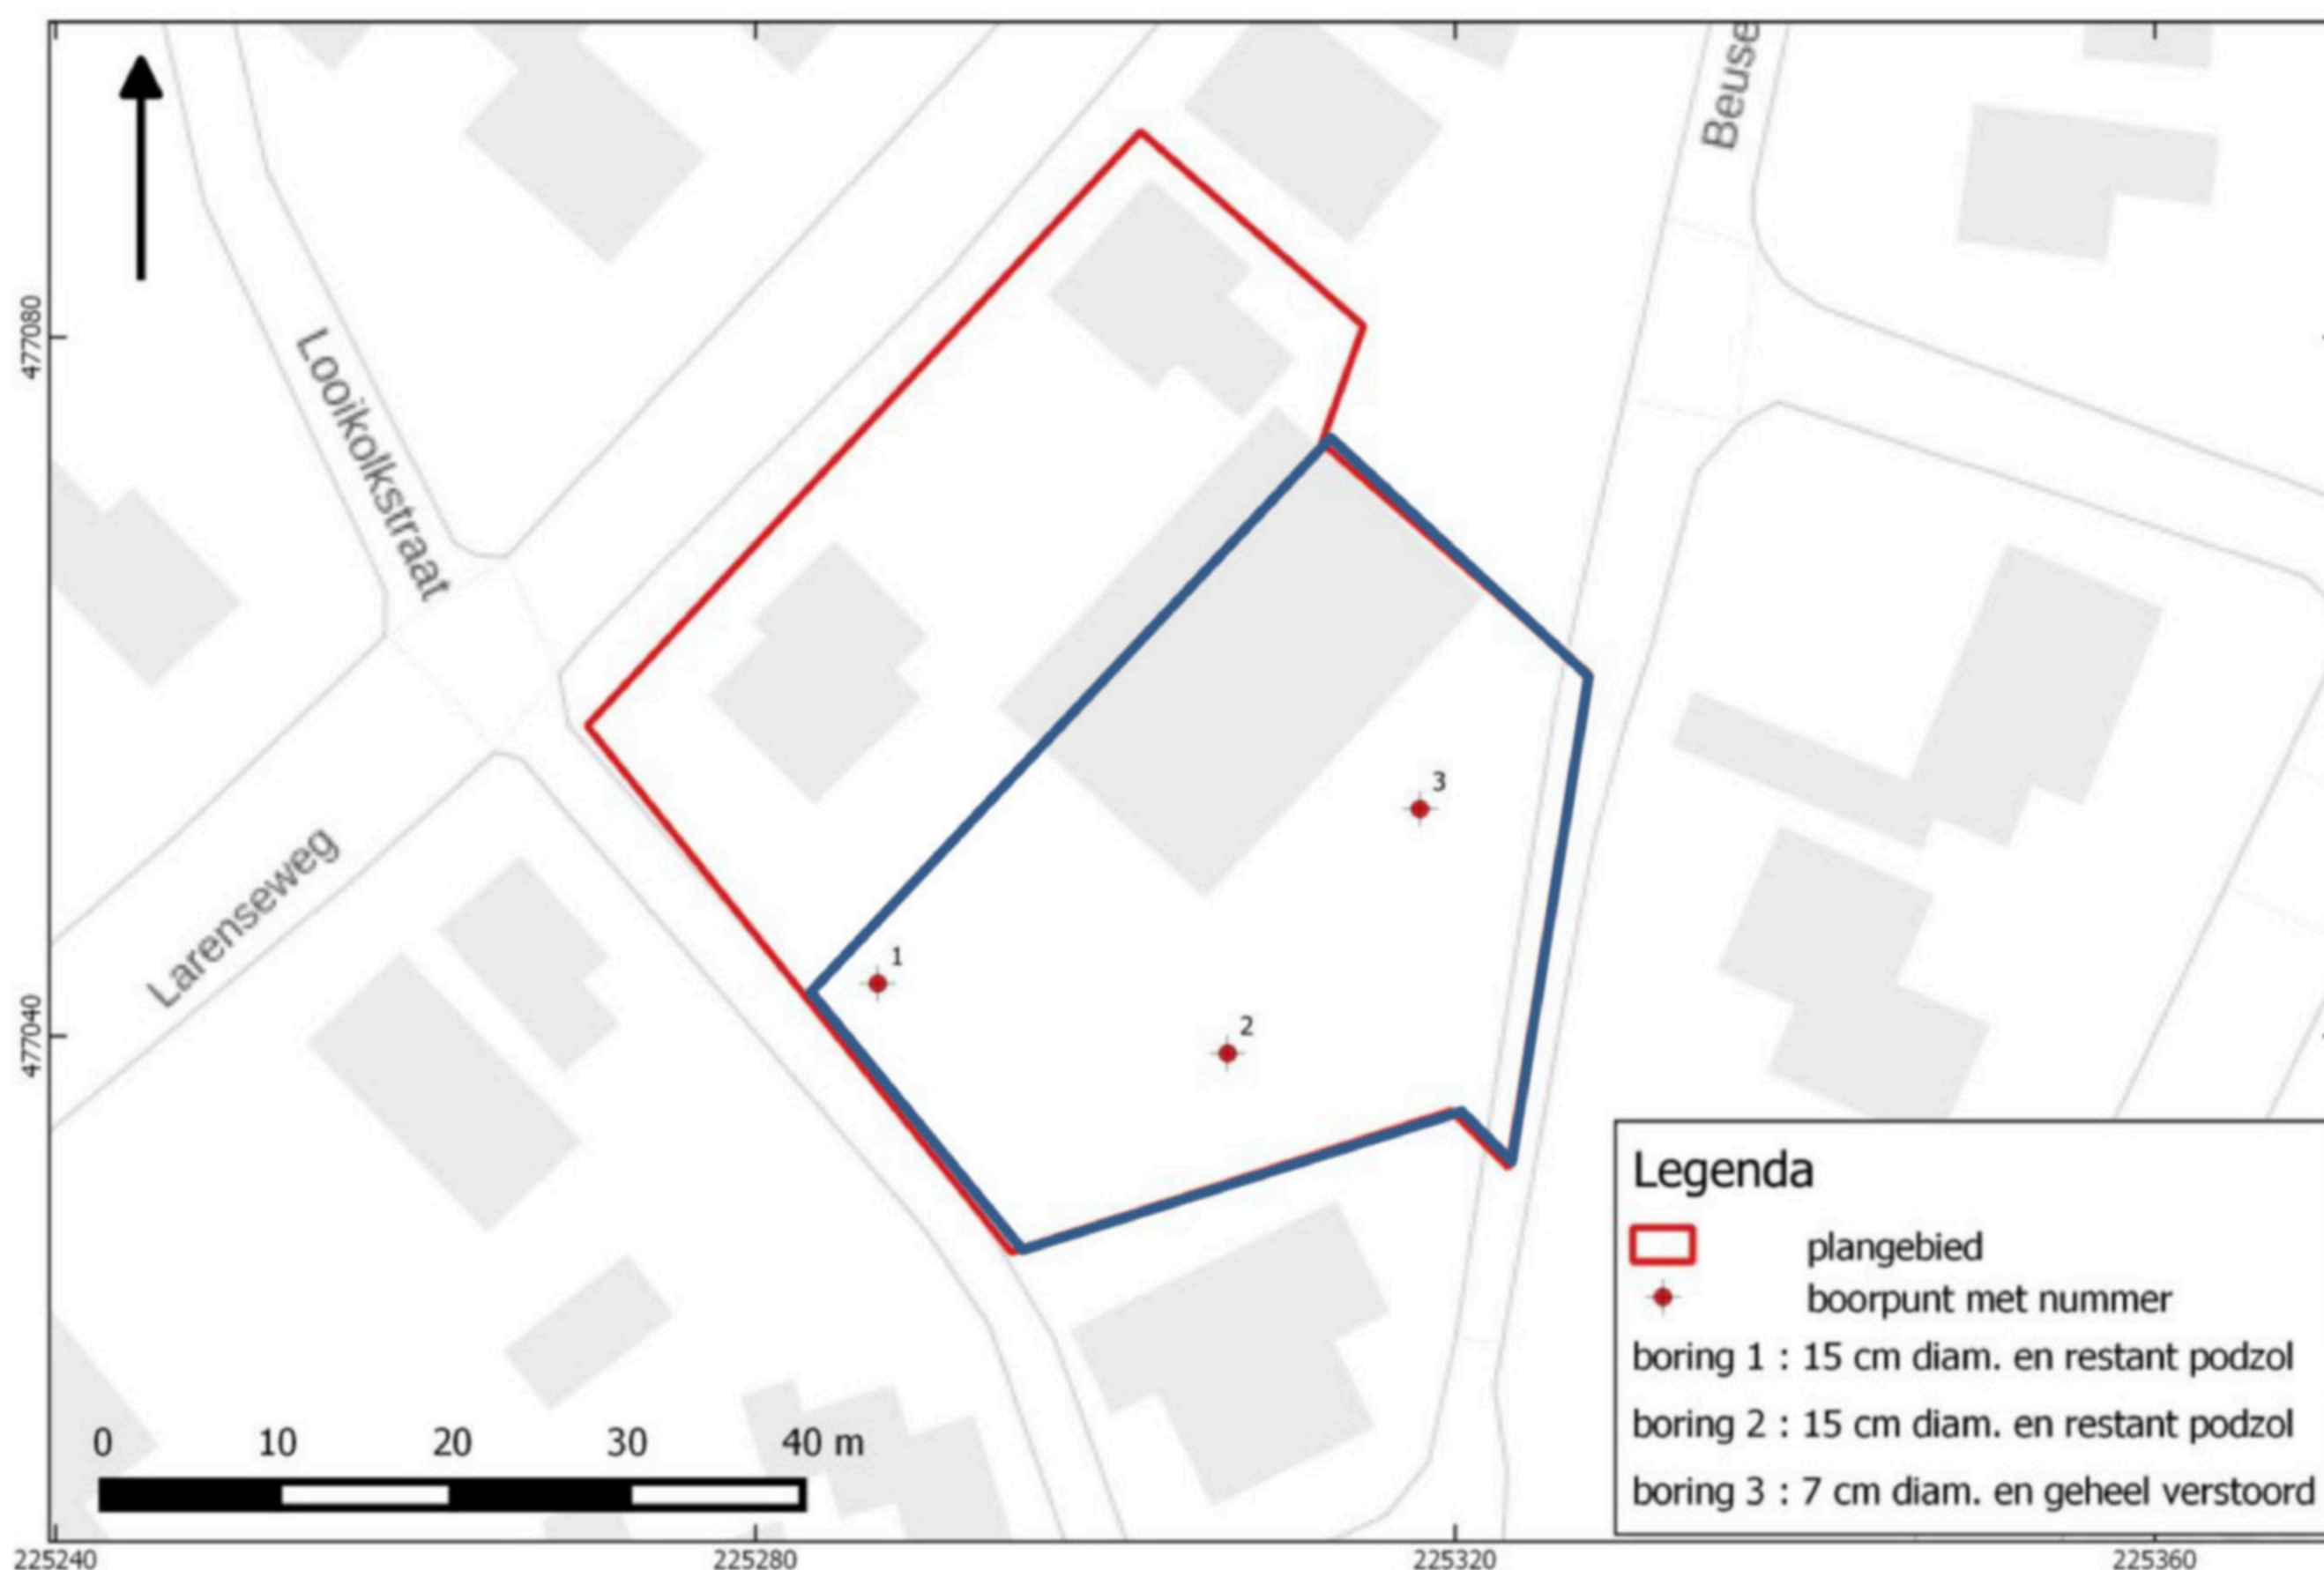 Beuse
477080
Looikolkstraat
3
Larenseweg
1
2
477040
Legenda
plangebied
boorpunt met nummer
boring 1 : 15 cm diam. en restant podzol
boring 2 : 15 cm diam. en restant podzol
boring 3 : 7 cm diam. en geheel verstoord
0 10 20 30 40 m
225240 225280 225320 225360